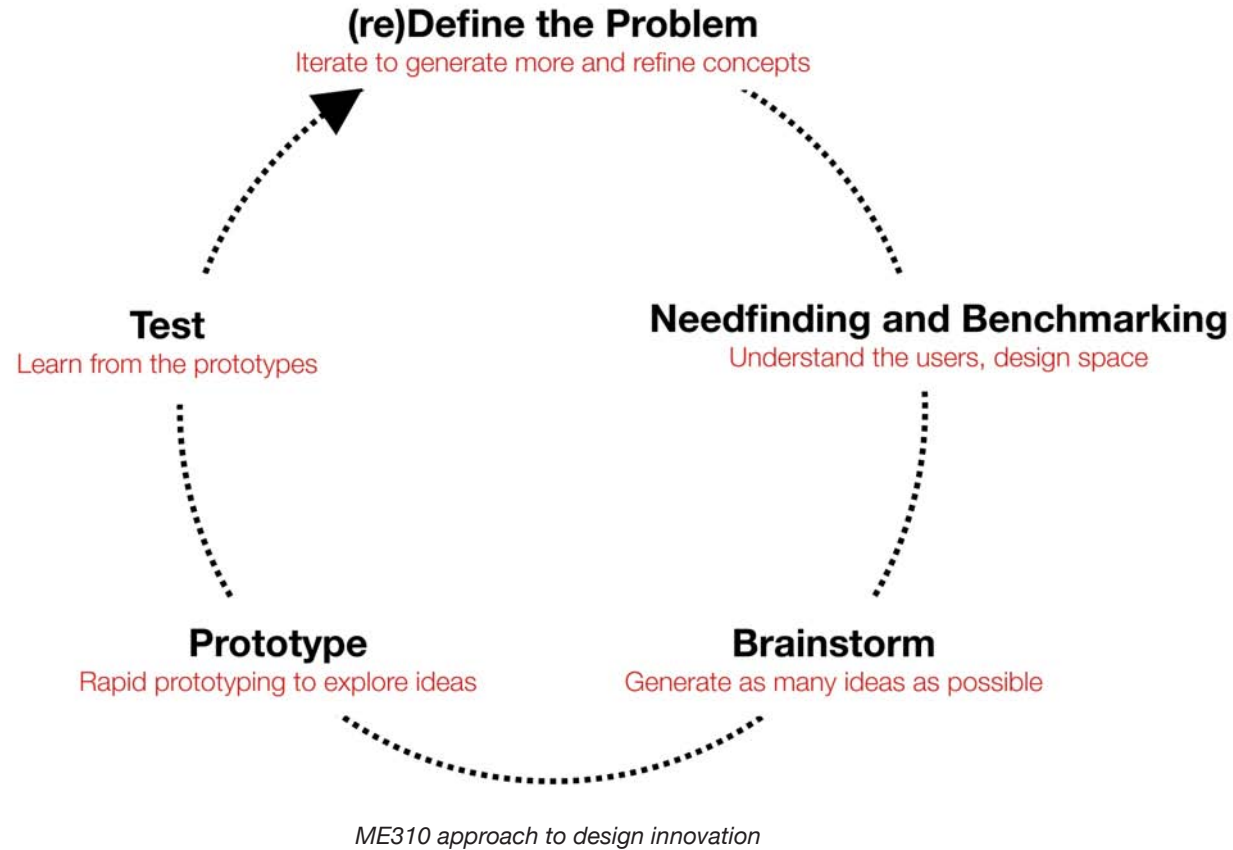 (re)Define the Problem
Iterate to generate more and refine concepts
Needfinding and Benchmarking
Understand the users, design space
Brainstorm
Generate as many ideas as possible
Prototype
Rapid prototyping to explore ideas
Test
Learn from the prototypes
ME310 approach to design innovation